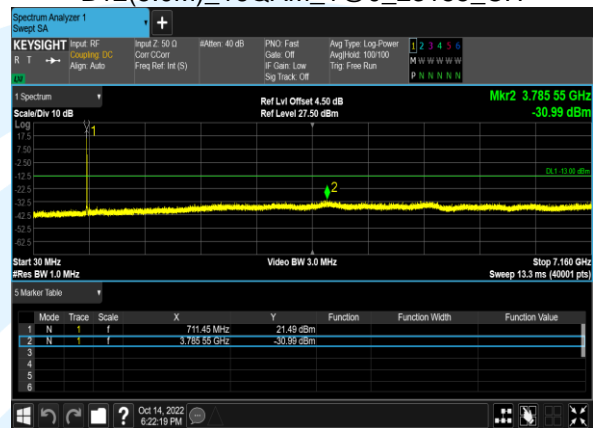 Spectrum Analyzer 1
Swept SA
+
KEYSIGHT
R T
LW
Input: RF
Coupling: DC
Align: Auto
Input Z: 50 Ω
Corr CCorr
Freq Ref: Int (S)
#Atten: 40 dB
PNO: Fast
Gate: Off
IF Gain: Low
Sig Track: Off
Avg Type: Log-Power
Avg|Hold: 100/100
Trig: Free Run
1 2 3 4 5 6
M W W W W W
P N N N N N
1 Spectrum
Scale/Div 10 dB
Log
Ref Lvl Offset 4.50 dB
Ref Level 27.50 dBm
Mkr2 3.785 55 GHz
-30.99 dBm
17.5
7.50
-2.50
-12.5
-22.5
-32.5
-42.5
-52.5
-62.5
1
DL1 -13.00 dBm
2
Start 30 MHz
#Res BW 1.0 MHz
Video BW 3.0 MHz
Stop 7.160 GHz
Sweep 13.3 ms (40001 pts)
5 Marker Table
Mode Trace Scale X Y Function Function Width Function Value
1 N 1 f 711.45 MHz 21.49 dBm
2 N 1 f 3.785 55 GHz -30.99 dBm
3
4
5
6
?
Oct 14, 2022
6:22:19 PM